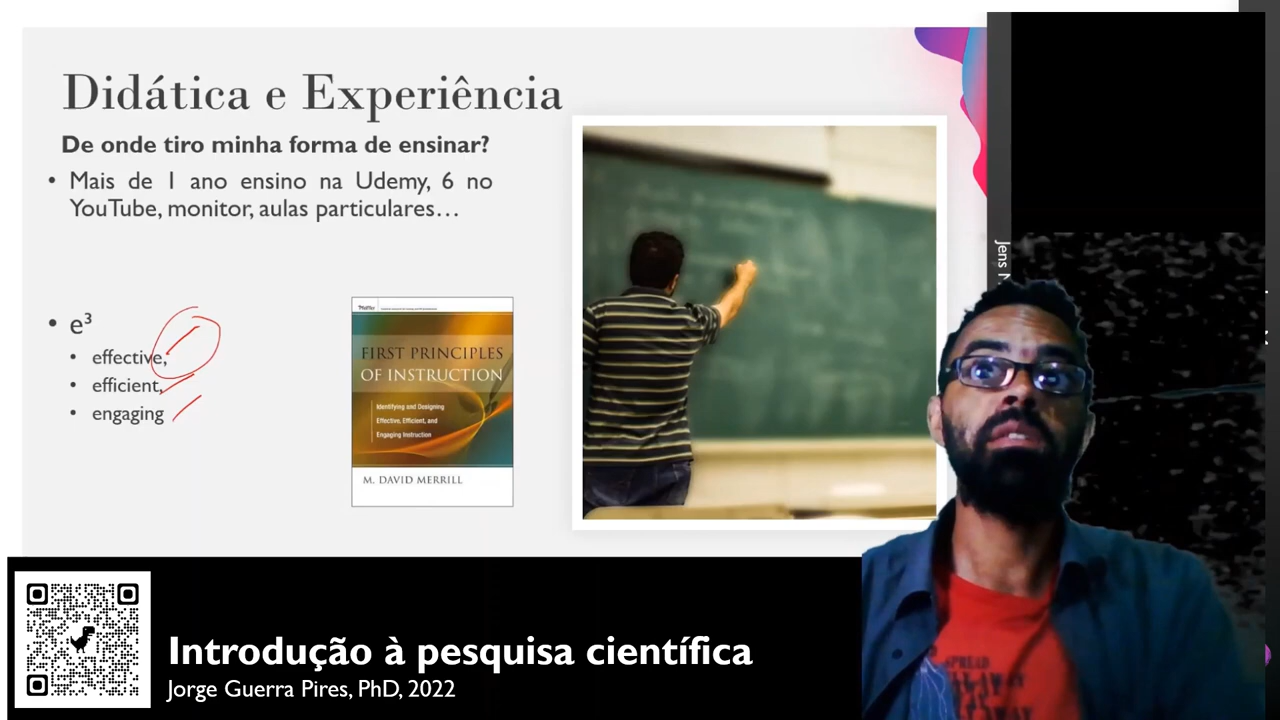 Didática e Experiência
De onde tiro minha forma de ensinar?
• Mais de 1 ano ensino na Udemy, 6 no
YouTube, monitor, aulas particulares…
• e³
• effective,
• efficient,
• engaging
FIRST PRINCIPLES
OF INSTRUCTION
Identifying and Designing
Effective, Efficient, and
Engaging Instruction
M. DAVID MERRILL
Jens
Introdução à pesquisa científica
Jorge Guerra Pires, PhD, 2022
SPREAD